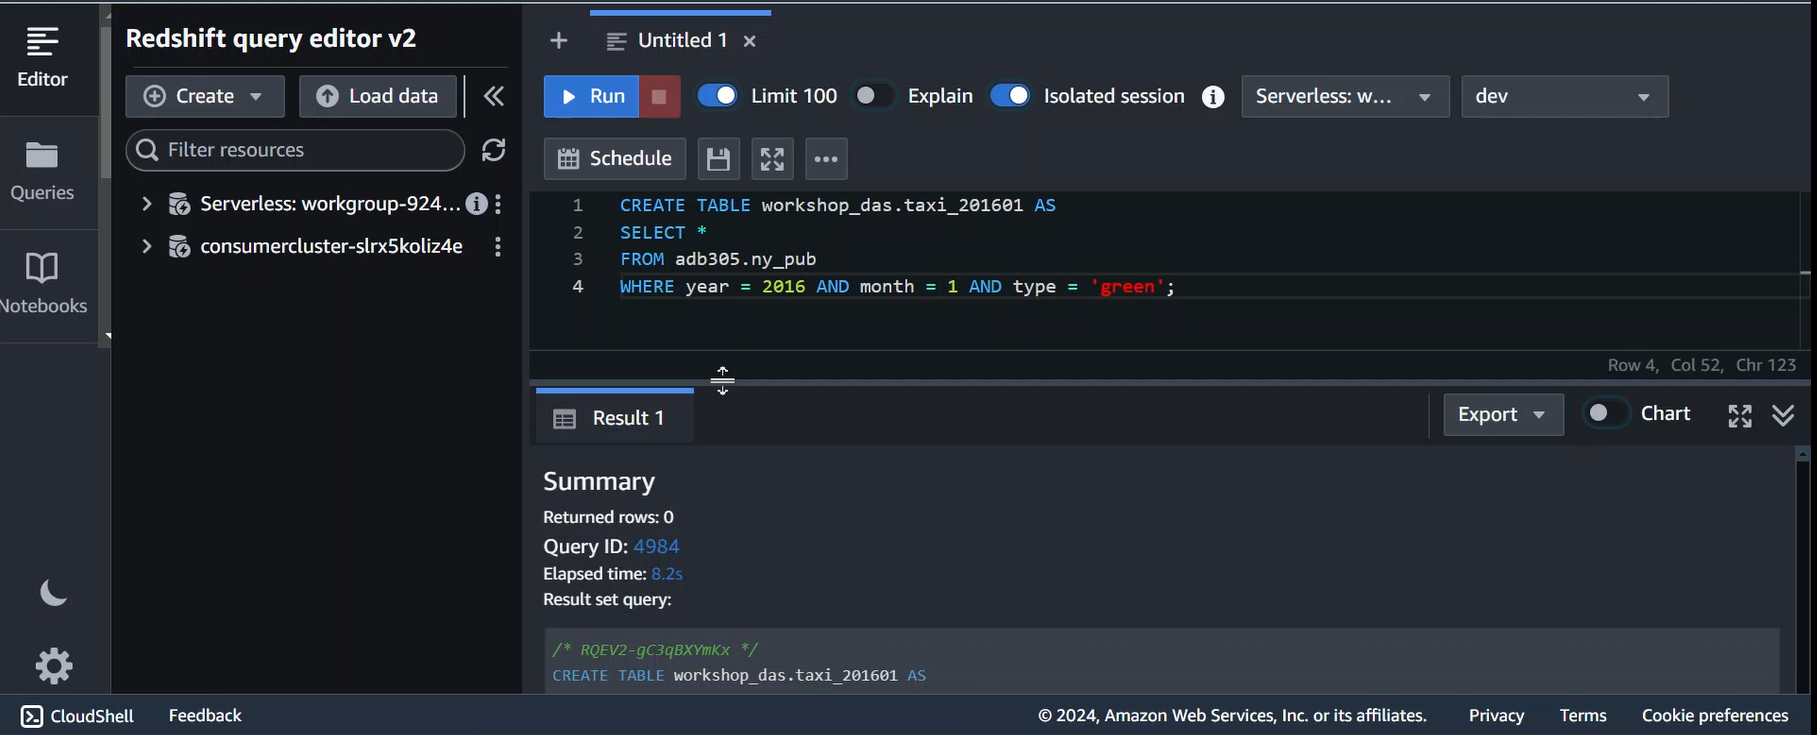 Editor
Queries
Notebooks
Redshift query editor v2
Create
Load data
Filter resources
Serverless: workgroup-924...
consumercluster-slrx5koliz4e
Untitled 1
Run
Limit 100
Explain
Isolated session
Serverless: w...
dev
Schedule
1 CREATE TABLE workshop_das.taxi_201601 AS
2 SELECT *
3 FROM adb305.ny_pub
4 WHERE year = 2016 AND month = 1 AND type = 'green';
Row 4, Col 52, Chr 123
Result 1
Export
Chart
Summary
Returned rows: 0
Query ID: 4984
Elapsed time: 8.2s
Result set query:
/* RQEV2-gC3qBXYmKx */
CREATE TABLE workshop_das.taxi_201601 AS
CloudShell
Feedback
© 2024, Amazon Web Services, Inc. or its affiliates.
Privacy
Terms
Cookie preferences